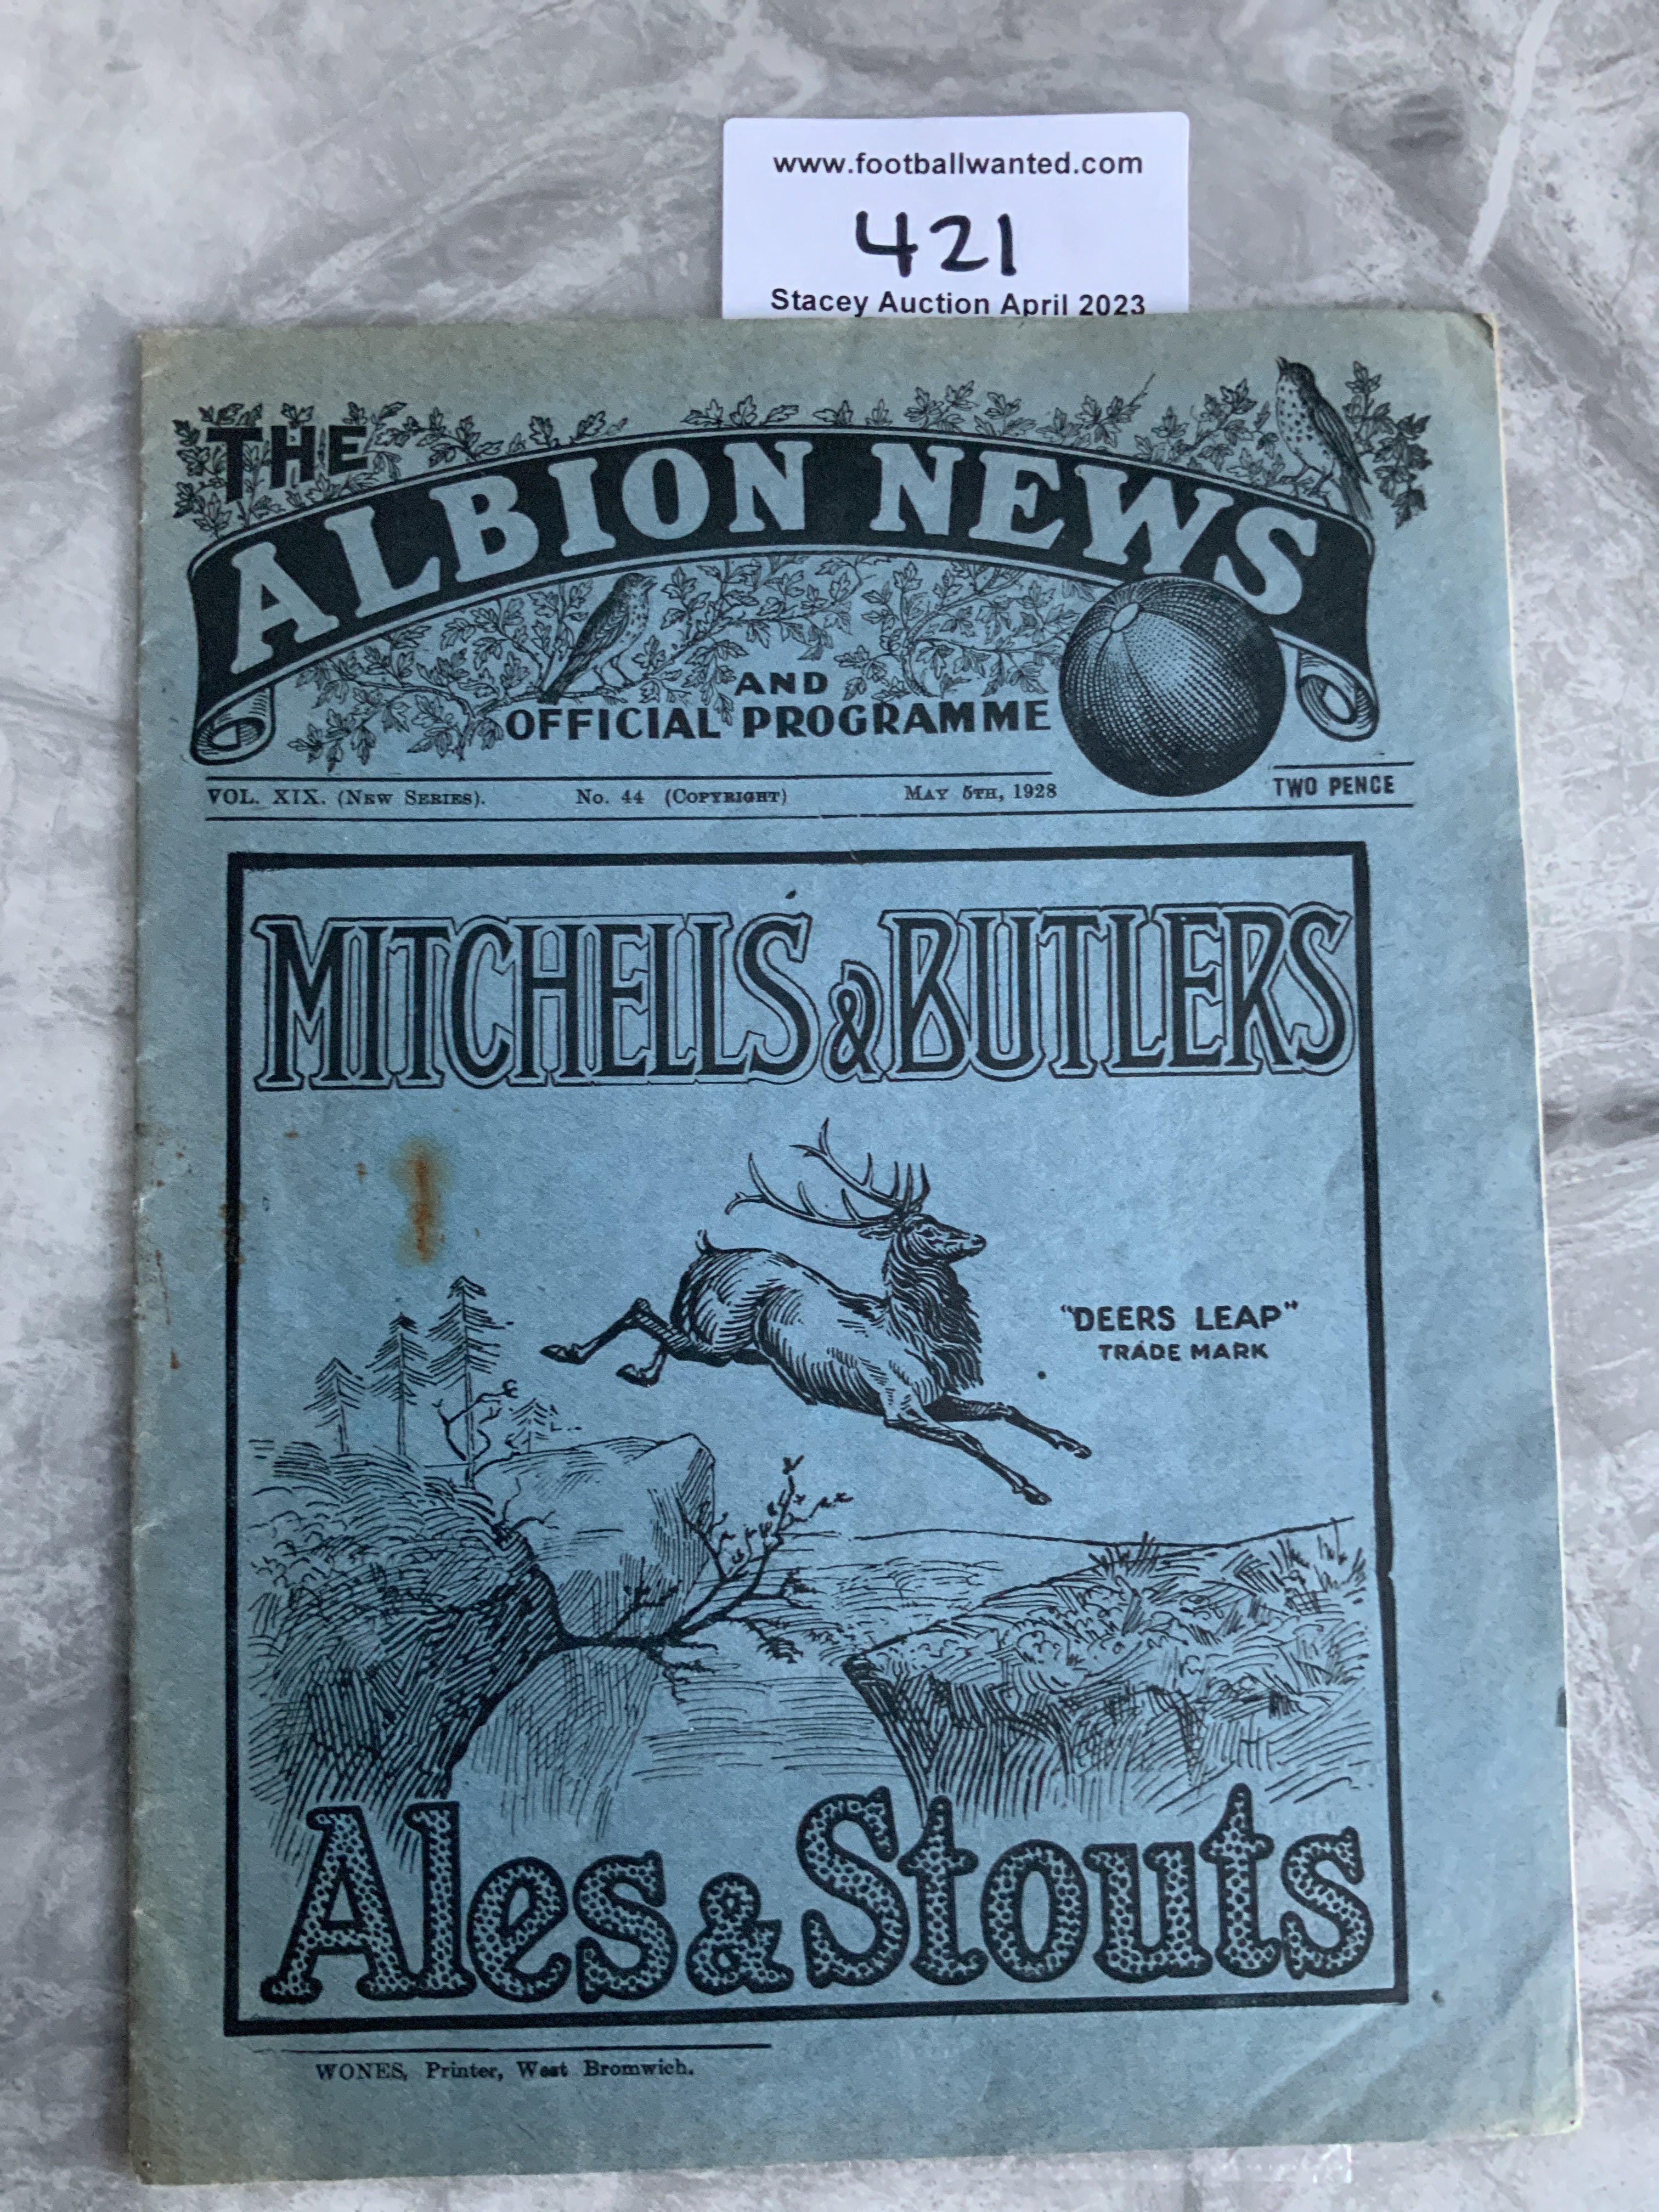 www.footballwanted.com
421
Stacey Auction April 2023
THE
ALBION NEWS
AND
OFFICIAL PROGRAMME
VOL. XIX. (NEW SERIES). No. 44 (COPYRIGHT) MAY 5TH, 1928 TWO PENCE
MITCHELLS & BUTLERS
"DEERS LEAP"
TRADE MARK
Ales & Stouts
WONES, Printer, West Bromwich.